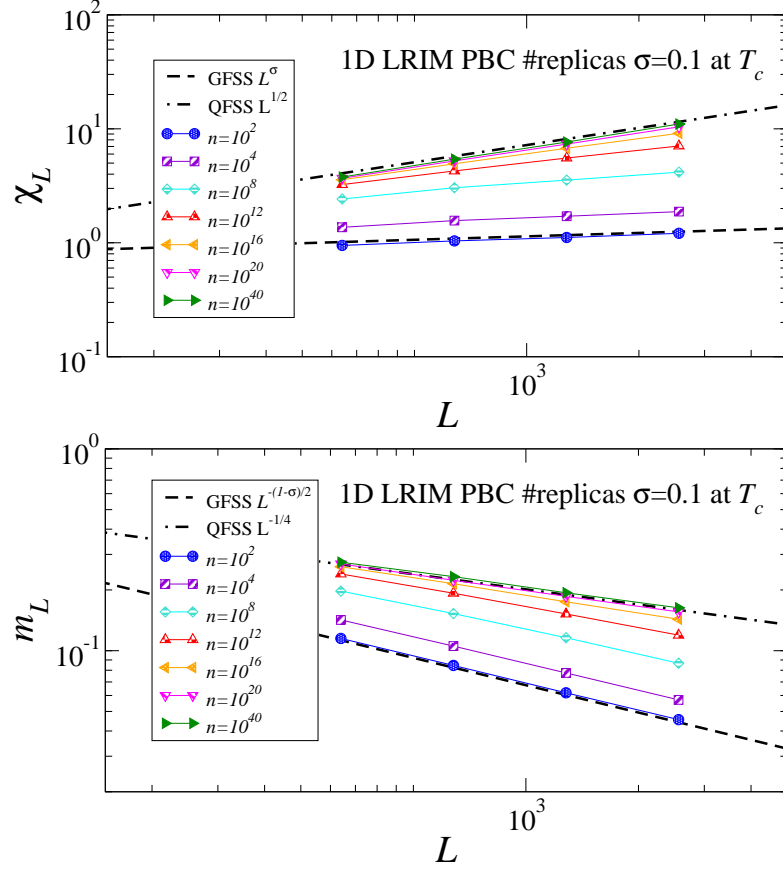 10^2
1D LRIM PBC #replicas σ=0.1 at T_c
GFSS L^σ
QFSS L^{1/2}
10^1
n=10^2
n=10^4
χ_L
n=10^8
10^0
n=10^{12}
n=10^{16}
n=10^{20}
n=10^{40}
10^{-1}
10^3
L
10^0
1D LRIM PBC #replicas σ=0.1 at T_c
GFSS L^{-(1-σ)/2}
QFSS L^{-1/4}
n=10^2
n=10^4
m_L
n=10^8
10^{-1}
n=10^{12}
n=10^{16}
n=10^{20}
n=10^{40}
10^3
L